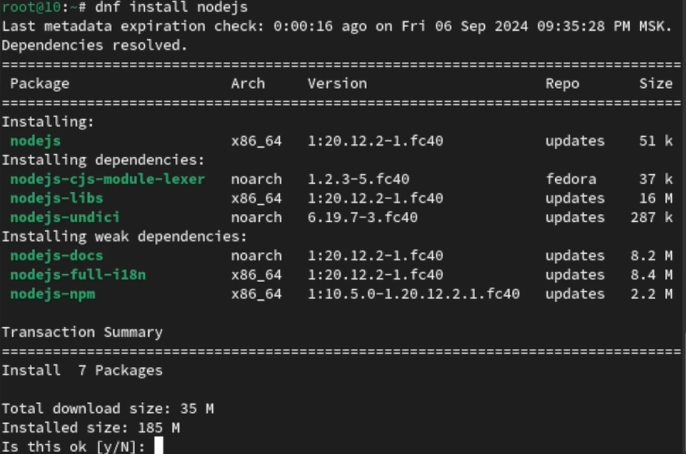 root@10:~# dnf install nodejs
Last metadata expiration check: 0:00:16 ago on Fri 06 Sep 2024 09:35:28 PM MSK.
Dependencies resolved.
================================================================================
 Package                    Arch     Version                     Repo      Size
================================================================================
Installing:
 nodejs                     x86_64   1:20.12.2-1.fc40            updates   51 k
Installing dependencies:
 nodejs-cjs-module-lexer    noarch   1.2.3-5.fc40                fedora    37 k
 nodejs-libs                x86_64   1:20.12.2-1.fc40            updates   16 M
 nodejs-undici              noarch   6.19.7-3.fc40               updates  287 k
Installing weak dependencies:
 nodejs-docs                noarch   1:20.12.2-1.fc40            updates  8.2 M
 nodejs-full-i18n           x86_64   1:20.12.2-1.fc40            updates  8.4 M
 nodejs-npm                 x86_64   1:10.5.0-1.20.12.2.1.fc40   updates  2.2 M

Transaction Summary
================================================================================
Install  7 Packages

Total download size: 35 M
Installed size: 185 M
Is this ok [y/N]: